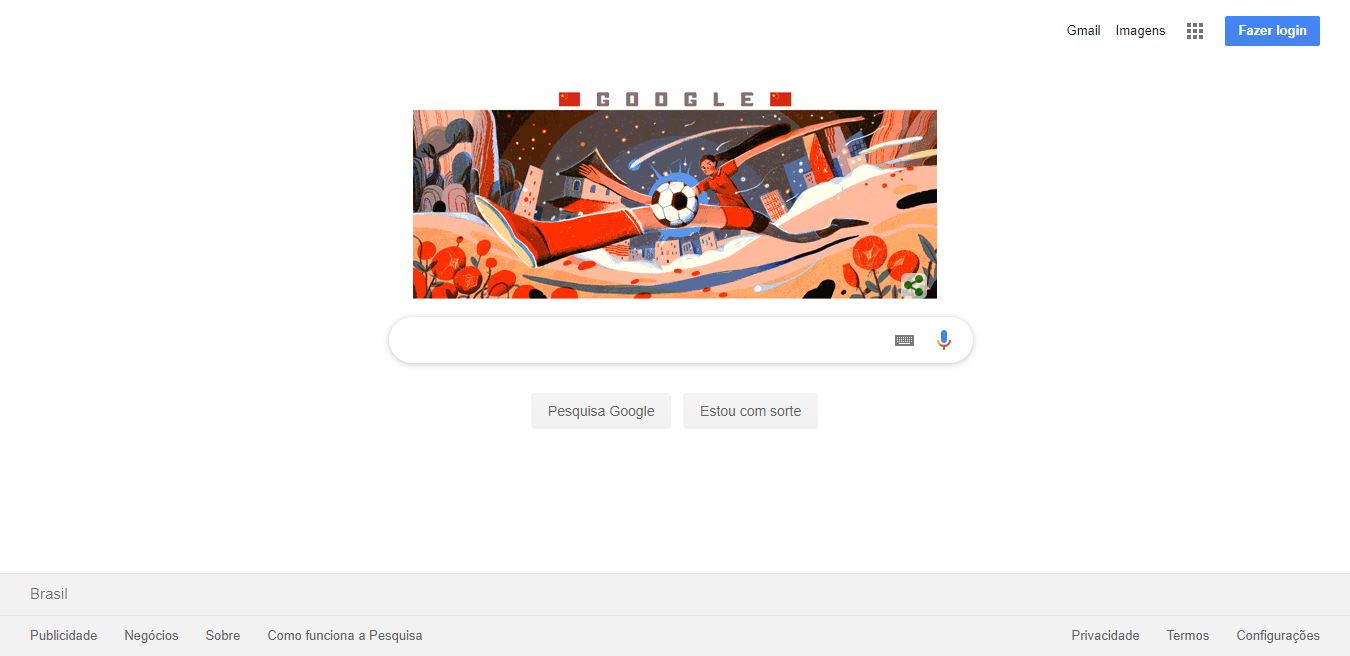 Gmail Imagens Fazer login
GOOGLE
Pesquisa Google Estou com sorte
Brasil
Publicidade Negócios Sobre Como funciona a Pesquisa Privacidade Termos Configurações